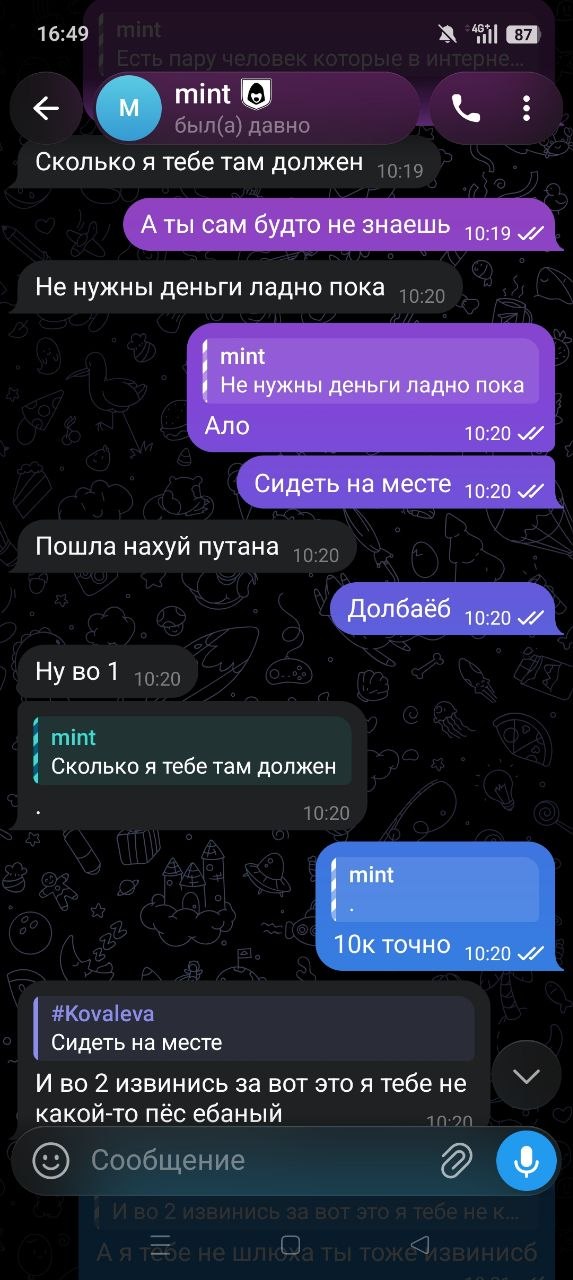 16:49
4G+
87
mint
Есть пару человек которые в интерне...
M
mint
был(а) давно
Сколько я тебе там должен 10:19
А ты сам будто не знаешь 10:19
Не нужны деньги ладно пока 10:20
mint
Не нужны деньги ладно пока
Ало 10:20
Сидеть на месте 10:20
Пошла нахуй путана 10:20
Долбаёб 10:20
Ну во 1 10:20
mint
Сколько я тебе там должен
. 10:20
mint
.
10к точно 10:20
#Kovaleva
Сидеть на месте
И во 2 извинись за вот это я тебе не
какой-то пёс ебаный 10:20
Сообщение
И во 2 извинись за вот это я тебе не к...
А я тебе не шлюха ты тоже извинисб